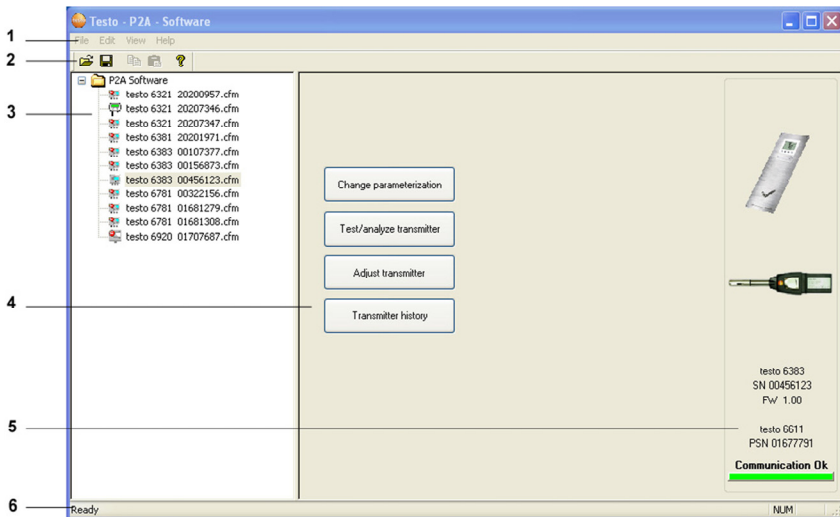 Testo - P2A - Software
1
File Edit View Help
2
P2A Software
3
testo 6321 20200957.cfm
testo 6321 20207346.cfm
testo 6321 20207347.cfm
testo 6381 20201971.cfm
testo 6383 00107377.cfm
testo 6383 00156873.cfm
testo 6383 00456123.cfm
testo 6781 00322156.cfm
testo 6781 01681279.cfm
testo 6781 01681308.cfm
testo 6920 01707687.cfm
Change parameterization
Test/analyze transmitter
Adjust transmitter
4
Transmitter history
testo 6383
SN 00456123
FW 1.00
5
testo 6611
PSN 01677791
Communication Ok
6
Ready
NUM